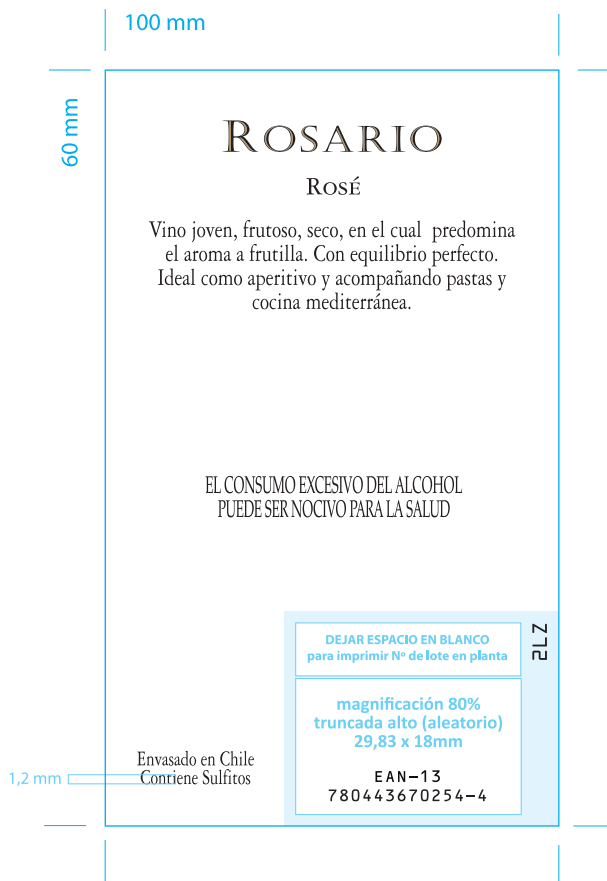 100 mm
60 mm
ROSARIO
ROSÉ
Vino joven, frutoso, seco, en el cual predomina
el aroma a frutilla. Con equilibrio perfecto.
Ideal como aperitivo y acompañando pastas y
cocina mediterránea.
EL CONSUMO EXCESIVO DEL ALCOHOL
PUEDE SER NOCIVO PARA LA SALUD
DEJAR ESPACIO EN BLANCO
para imprimir Nº de lote en planta
2LZ
magnificación 80%
truncada alto (aleatorio)
29,83 x 18mm
EAN-13
780443670254-4
Envasado en Chile
Contiene Sulfitos
1,2 mm